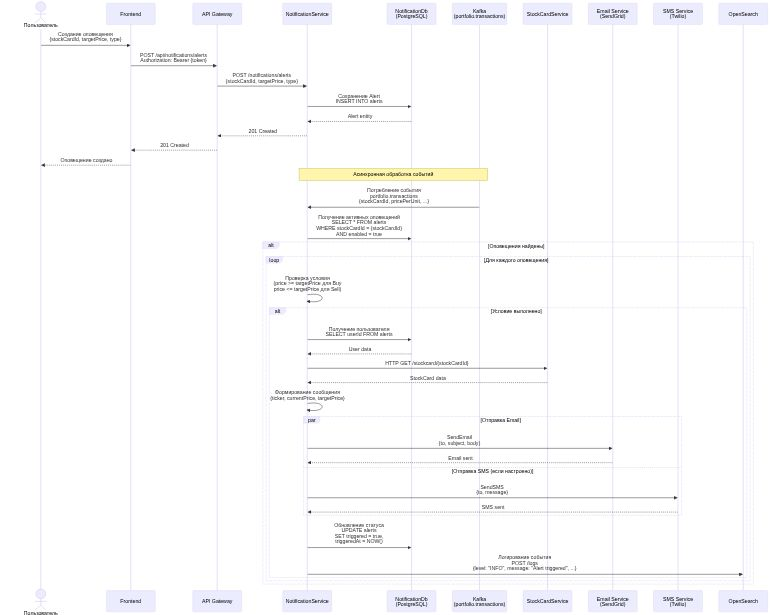 Пользователь
Frontend
API Gateway
NotificationService
NotificationDb
(PostgreSQL)
Kafka
(portfolio.transactions)
StockCardService
Email Service
(SendGrid)
SMS Service
(Twilio)
OpenSearch
Создание оповещения
{stockCardId, targetPrice, type}
POST /api/notifications/alerts
Authorization: Bearer {token}
POST /notifications/alerts
{stockCardId, targetPrice, type}
Сохранение Alert
INSERT INTO alerts
Alert entity
201 Created
201 Created
Оповещение создано
Асинхронная обработка событий
Потребление события
portfolio.transactions
{stockCardId, pricePerUnit, ...}
Получение активных оповещений
SELECT * FROM alerts
WHERE stockCardId = {stockCardId}
AND enabled = true
alt
[Оповещения найдены]
loop
[Для каждого оповещения]
Проверка условия
(price >= targetPrice для Buy
price <= targetPrice для Sell)
alt
[Условие выполнено]
Получение пользователя
SELECT userId FROM alerts
User data
HTTP GET /stockcard/{stockCardId}
StockCard data
Формирование сообщения
(ticker, currentPrice, targetPrice)
par
[Отправка Email]
SendEmail
{to, subject, body}
Email sent
[Отправка SMS (если настроено)]
SendSMS
{to, message}
SMS sent
Обновление статуса
UPDATE alerts
SET triggered = true,
triggeredAt = NOW()
Логирование события
POST /logs
{level: "INFO", message: "Alert triggered", ...}
Пользователь
Frontend
API Gateway
NotificationService
NotificationDb
(PostgreSQL)
Kafka
(portfolio.transactions)
StockCardService
Email Service
(SendGrid)
SMS Service
(Twilio)
OpenSearch